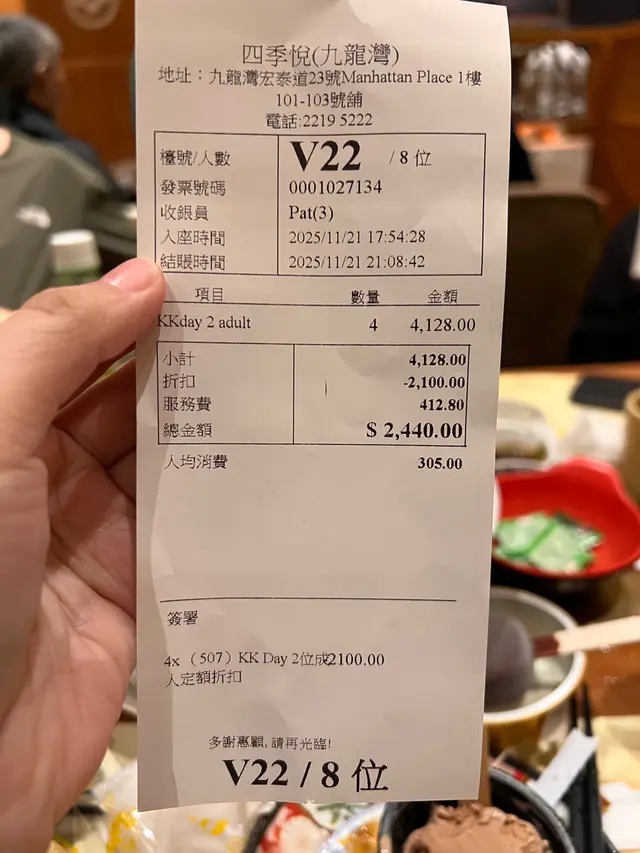 四季悅(九龍灣)
地址：九龍灣宏泰道23號Manhattan Place 1樓
101-103號舖
電話:2219 5222
檯號/人數 V22 / 8 位
發票號碼 0001027134
收銀員 Pat(3)
入座時間 2025/11/21 17:54:28
結賬時間 2025/11/21 21:08:42
項目 數量 金額
KKday 2 adult 4 4,128.00
小計 4,128.00
折扣 -2,100.00
服務費 412.80
總金額 $ 2,440.00
人均消費 305.00
簽署
4x （507）KK Day 2位成2100.00
人定額折扣
多謝惠顧,請再光臨!
V22 / 8 位